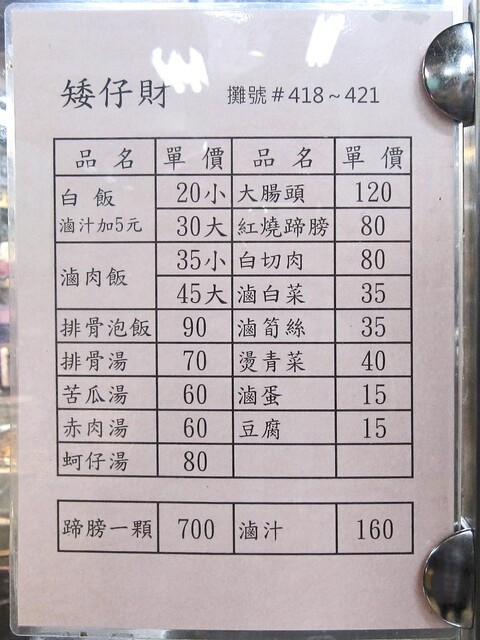 矮仔財 攤號#418~421
品名 單價 品名 單價
白飯 20小 大腸頭 120
滷汁加5元 30大 紅燒蹄膀 80
滷肉飯 35小 白切肉 80
45大 滷白菜 35
排骨泡飯 90 滷筍絲 35
排骨湯 70 燙青菜 40
苦瓜湯 60 滷蛋 15
赤肉湯 60 豆腐 15
蚵仔湯 80
蹄膀一顆 700 滷汁 160